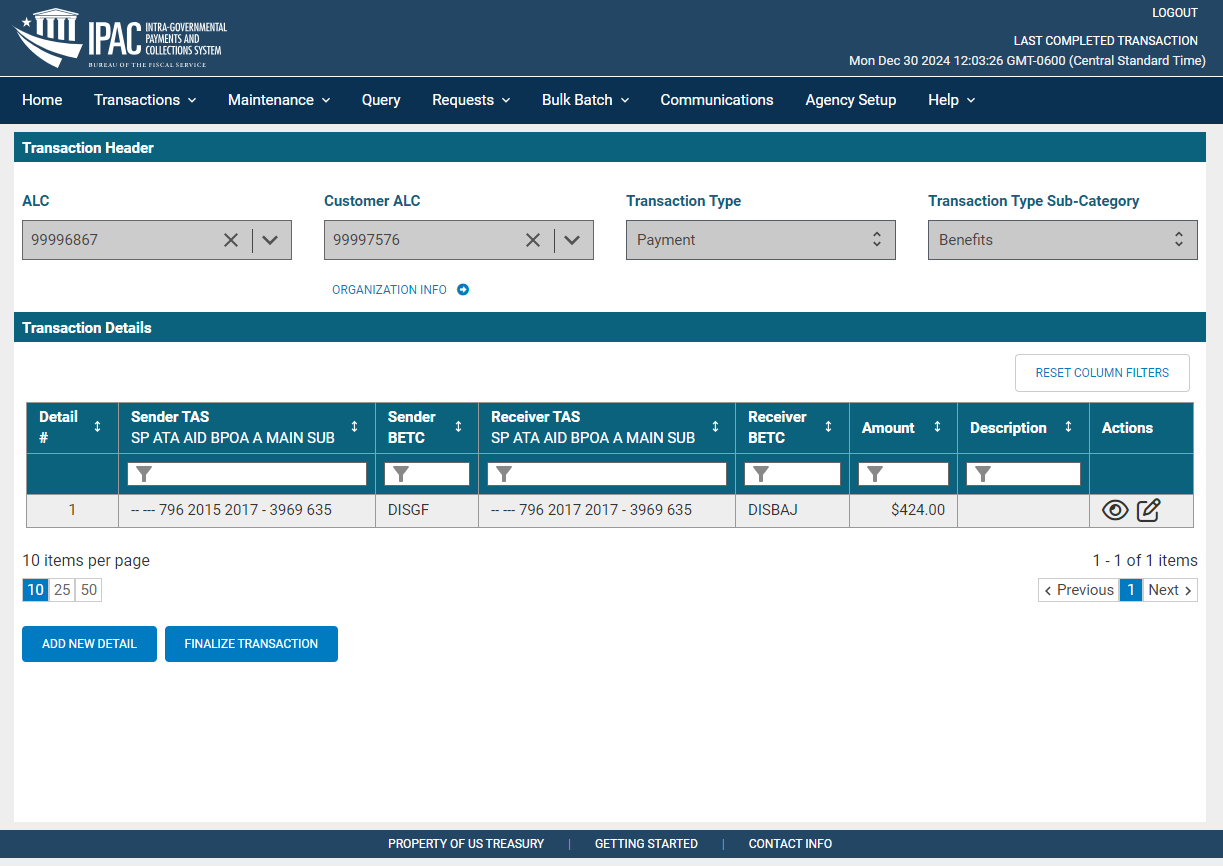 LOGOUT
IPAC INTRA-GOVERNMENTAL
PAYMENTS AND
COLLECTIONS SYSTEM
BUREAU OF THE FISCAL SERVICE
LAST COMPLETED TRANSACTION
Mon Dec 30 2024 12:03:26 GMT-0600 (Central Standard Time)
Home Transactions Maintenance Query Requests Bulk Batch Communications Agency Setup Help
Transaction Header
ALC Customer ALC Transaction Type Transaction Type Sub-Category
99996867 99997576 Payment Benefits
ORGANIZATION INFO
Transaction Details
RESET COLUMN FILTERS
Detail # Sender TAS SP ATA AID BPOA A MAIN SUB Sender BETC Receiver TAS SP ATA AID BPOA A MAIN SUB Receiver BETC Amount Description Actions
1 -- --- 796 2015 2017 - 3969 635 DISGF -- --- 796 2017 2017 - 3969 635 DISBAJ $424.00
10 items per page 1 - 1 of 1 items
10 25 50 Previous 1 Next
ADD NEW DETAIL FINALIZE TRANSACTION
PROPERTY OF US TREASURY | GETTING STARTED | CONTACT INFO